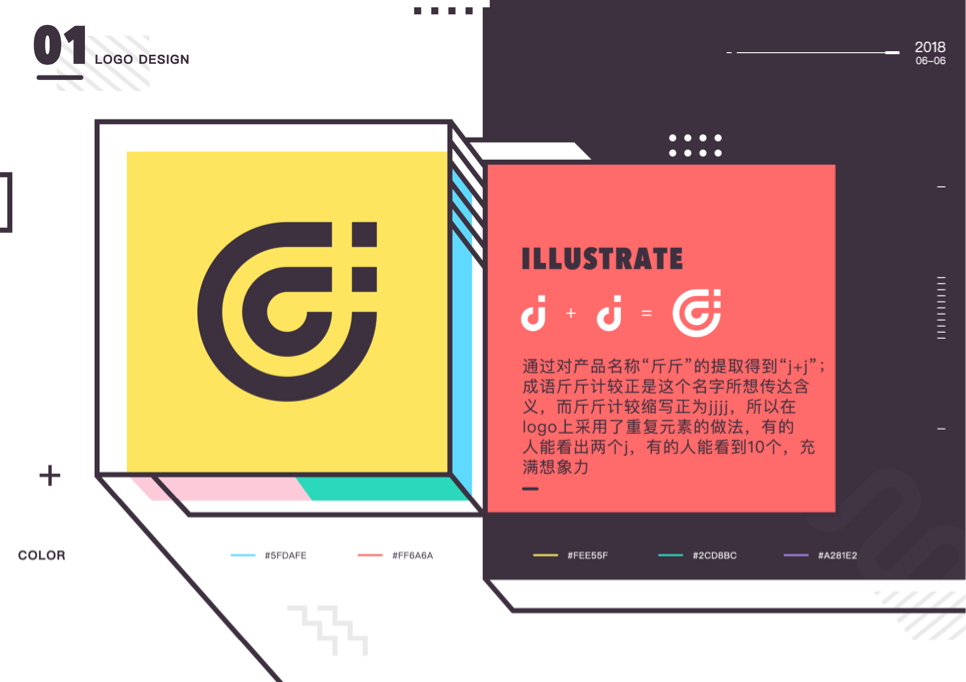 01 LOGO DESIGN
2018
06–06
ILLUSTRATE
+ =
通过对产品名称“斤斤”的提取得到“j+j”；
成语斤斤计较正是这个名字所想传达含
义，而斤斤计较缩写正为jjjj，所以在
logo上采用了重复元素的做法，有的
人能看出两个j，有的人能看到10个，充
满想象力
COLOR
#5FDAFE
#FF6A6A
#FEE55F
#2CD8BC
#A281E2